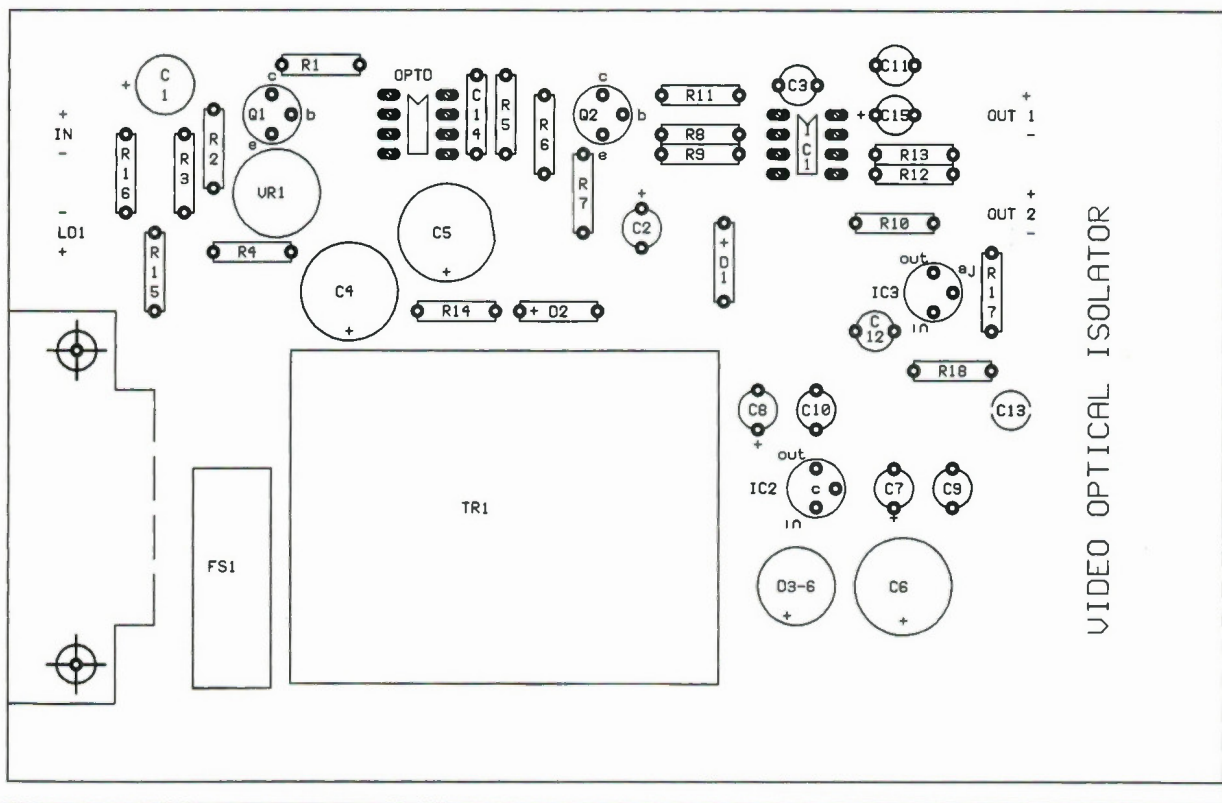 R1
C
1
+
c
Q1
b
e
OPTO
C14
R5
R6
c
Q2
b
e
R11
R8
R9
C3
IC1
C11
+
C15
R13
R12
OUT 1
+
-
OUT 2
+
-
+
IN
-
R16
R3
R2
VR1
-
LD1
+
R15
R4
C4
+
C5
+
R7
+
C2
+D1
R14
+ D2
R10
out
IC3
in
R17
C
12
R18
C8
+
C10
C13
out
IC2
c
in
C7
+
C9
TR1
FS1
D3-6
+
C6
+
VIDEO OPTICAL ISOLATOR